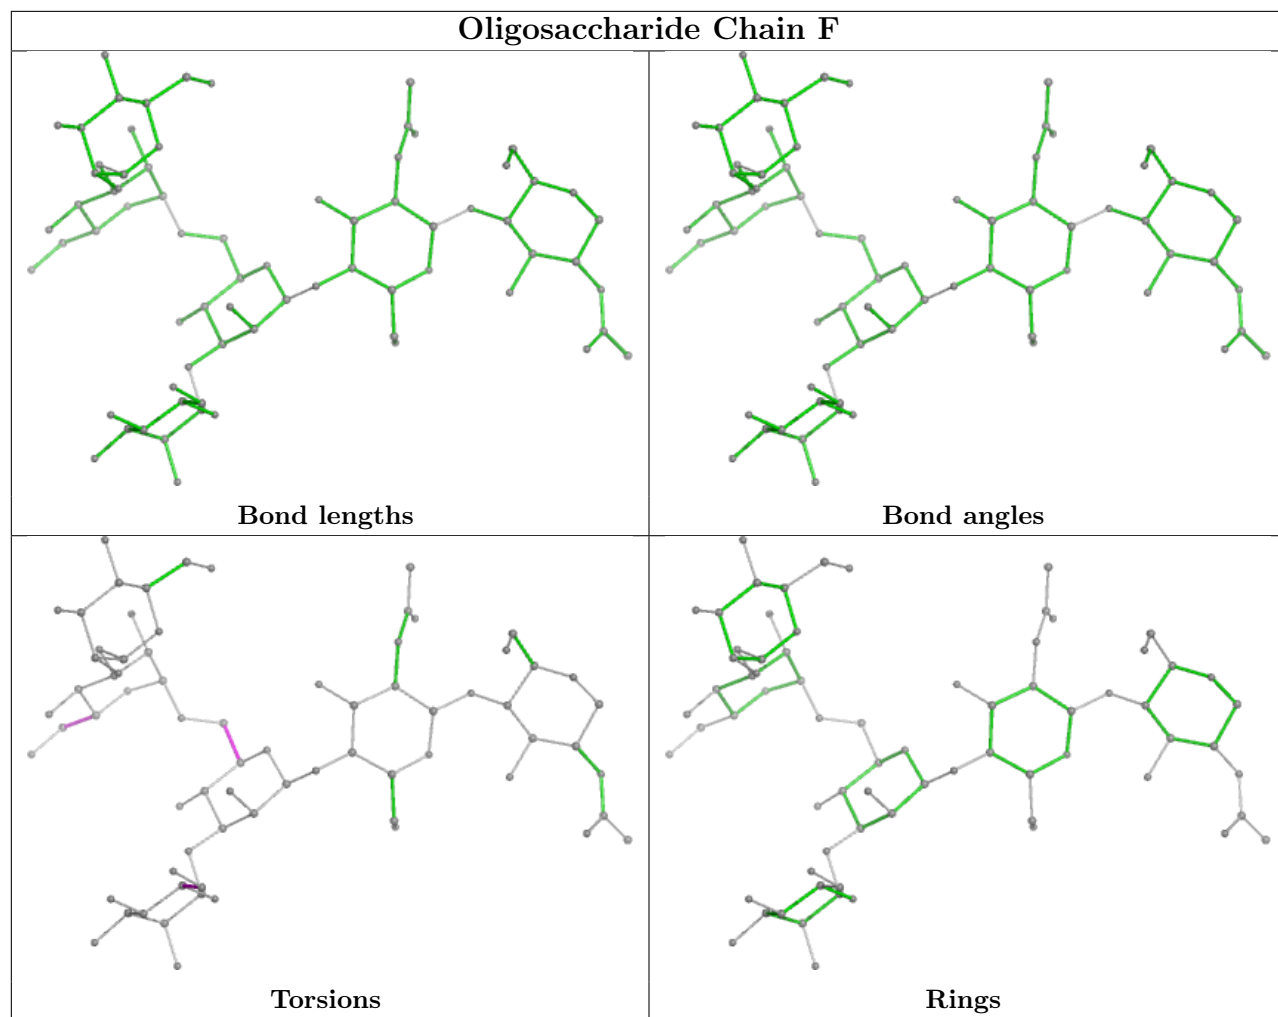 Oligosaccharide Chain F
Bond lengths
Bond angles
Torsions
Rings